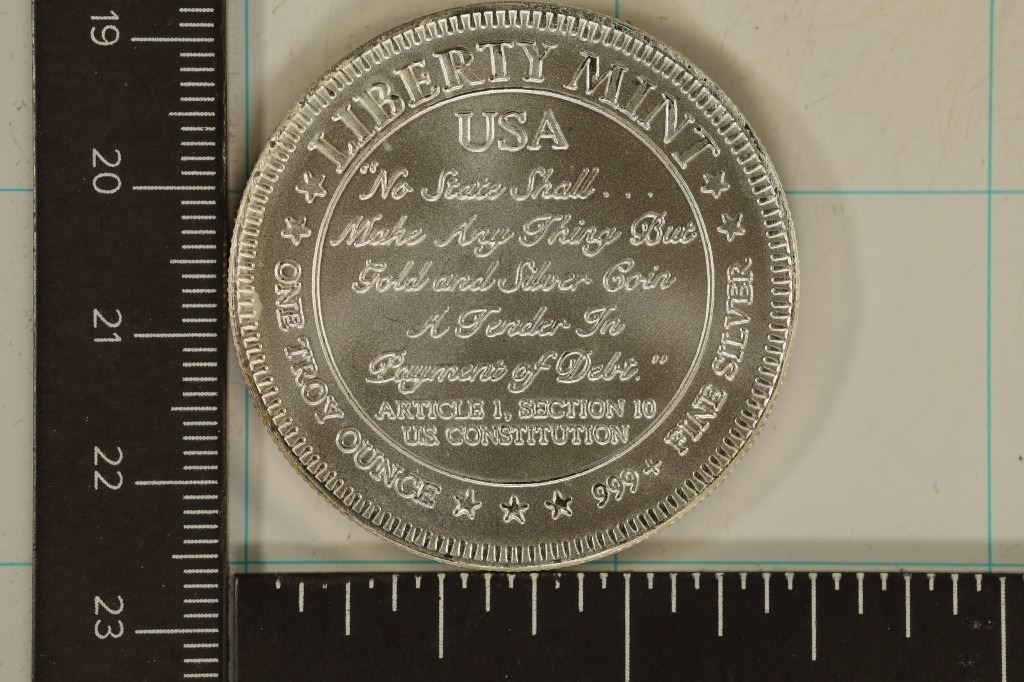 LIBERTY MINT
USA
"No State Shall . . .
Make Any Thing But
Gold and Silver Coin
A Tender In
Payment of Debt."
ARTICLE 1, SECTION 10
U.S. CONSTITUTION
ONE TROY OUNCE
999+ FINE SILVER
19
20
21
22
23